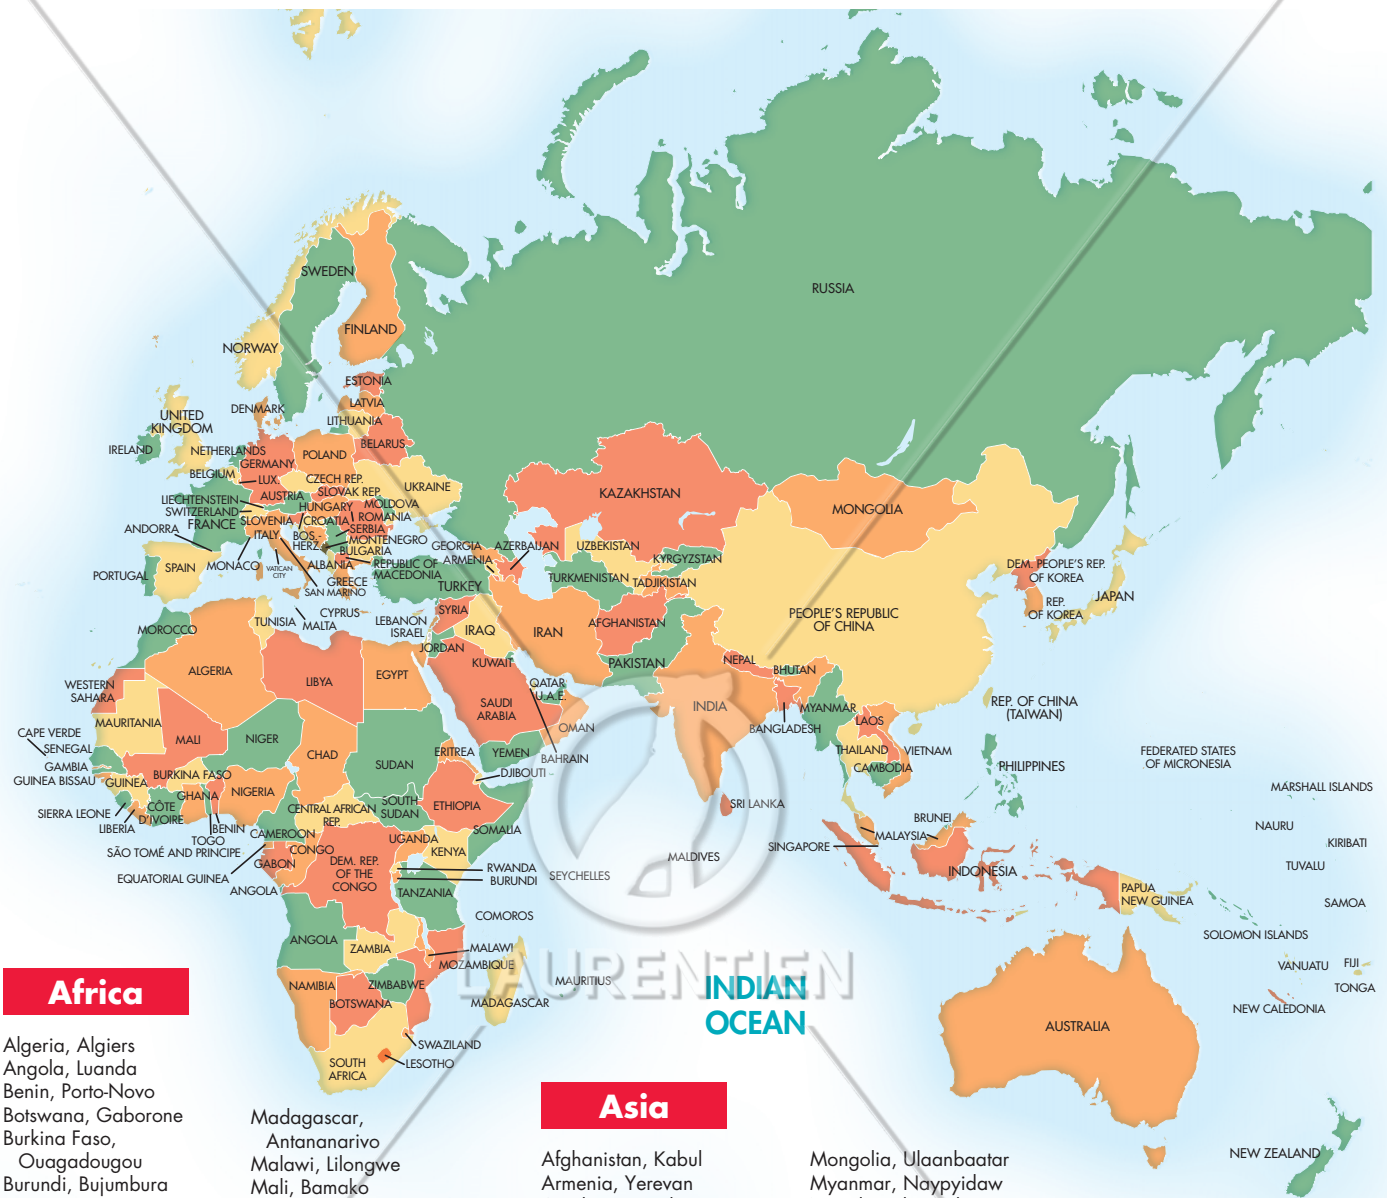 SWEDEN
RUSSIA
FINLAND
NORWAY
ESTONIA
LATVIA
DENMARK
LITHUANIA
UNITED
KINGDOM
IRELAND
NETHERLANDS
BELARUS
POLAND
GERMANY
BELGIUM
LUX.
CZECH REP.
SLOVAK REP.
UKRAINE
AUSTRIA
LIECHTENSTEIN
SWITZERLAND
HUNGARY
MOLDOVA
FRANCE
SLOVENIA
CROATIA
ROMANIA
ANDORRA
ITALY
BOS.-
HERZ.
SERBIA
MONTENEGRO
BULGARIA
GEORGIA
AZERBAIJAN
ARMENIA
PORTUGAL
SPAIN
MONACO
VATICAN
CITY
ALBANIA
REPUBLIC OF
MACEDONIA
TURKEY
GREECE
SAN MARINO
KAZAKHSTAN
MONGOLIA
UZBEKISTAN
KYRGYZSTAN
TURKMENISTAN
TADJIKISTAN
DEM. PEOPLE'S REP.
OF KOREA
REP.
OF KOREA
JAPAN
PEOPLE'S REPUBLIC
OF CHINA
MOROCCO
TUNISIA
MALTA
CYPRUS
LEBANON
ISRAEL
SYRIA
IRAQ
IRAN
AFGHANISTAN
JORDAN
KUWAIT
PAKISTAN
NEPAL
BHUTAN
ALGERIA
LIBYA
EGYPT
WESTERN
SAHARA
SAUDI
ARABIA
QATAR
U.A.E.
OMAN
INDIA
BANGLADESH
MYANMAR
LAOS
REP. OF CHINA
(TAIWAN)
MAURITANIA
CAPE VERDE
SENEGAL
MALI
NIGER
CHAD
SUDAN
ERITREA
YEMEN
BAHRAIN
DJIBOUTI
THAILAND
VIETNAM
CAMBODIA
PHILIPPINES
FEDERATED STATES
OF MICRONESIA
MARSHALL ISLANDS
GAMBIA
GUINEA BISSAU
GUINEA
BURKINA FASO
GHANA
NIGERIA
CENTRAL AFRICAN
REP.
SOUTH
SUDAN
ETHIOPIA
SOMALIA
SRI LANKA
SIERRA LEONE
LIBERIA
CÔTE
D'IVOIRE
TOGO
BENIN
CAMEROON
UGANDA
KENYA
BRUNEI
MALAYSIA
SINGAPORE
INDONESIA
NAURU
KIRIBATI
TUVALU
SÃO TOMÉ AND PRINCIPE
EQUATORIAL GUINEA
GABON
CONGO
DEM. REP.
OF THE
CONGO
RWANDA
BURUNDI
TANZANIA
SEYCHELLES
MALDIVES
PAPUA
NEW GUINEA
SAMOA
ANGOLA
ANGOLA
ZAMBIA
COMOROS
MALAWI
MOZAMBIQUE
SOLOMON ISLANDS
VANUATU
FIJI
TONGA
NEW CALEDONIA
NAMIBIA
ZIMBABWE
BOTSWANA
MADAGASCAR
MAURITIUS
LAURENTIEN
INDIAN
OCEAN
AUSTRALIA
SWAZILAND
LESOTHO
SOUTH
AFRICA
NEW ZEALAND
Africa
Algeria, Algiers
Angola, Luanda
Benin, Porto-Novo
Botswana, Gaborone
Burkina Faso,
Ouagadougou
Burundi, Bujumbura
Madagascar,
Antananarivo
Malawi, Lilongwe
Mali, Bamako
Asia
Afghanistan, Kabul
Armenia, Yerevan
Mongolia, Ulaanbaatar
Myanmar, Naypyidaw